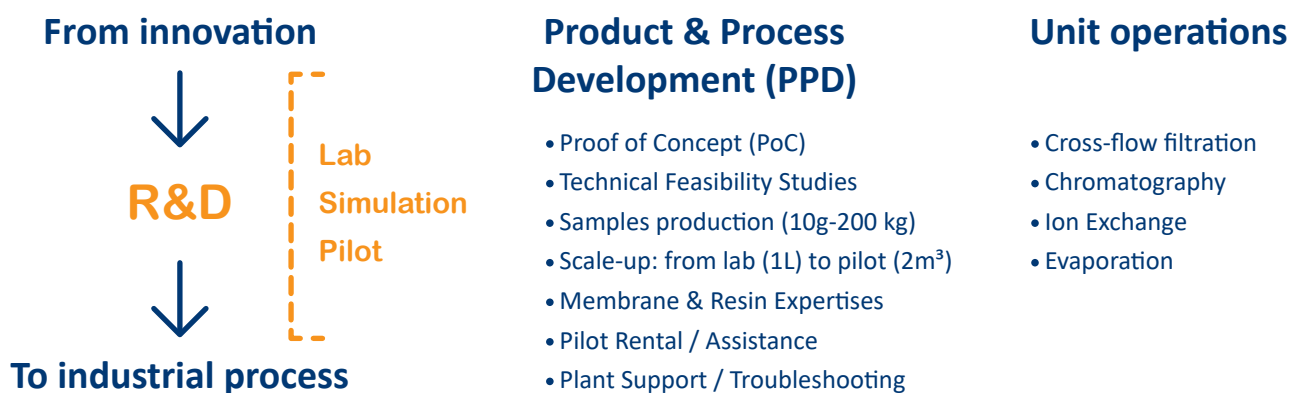 From innovation
R&D
Lab
Simulation
Pilot
To industrial process
Product & Process
Development (PPD)
• Proof of Concept (PoC)
• Technical Feasibility Studies
• Samples production (10g-200 kg)
• Scale-up: from lab (1L) to pilot (2m³)
• Membrane & Resin Expertises
• Pilot Rental / Assistance
• Plant Support / Troubleshooting
Unit operations
• Cross-flow filtration
• Chromatography
• Ion Exchange
• Evaporation